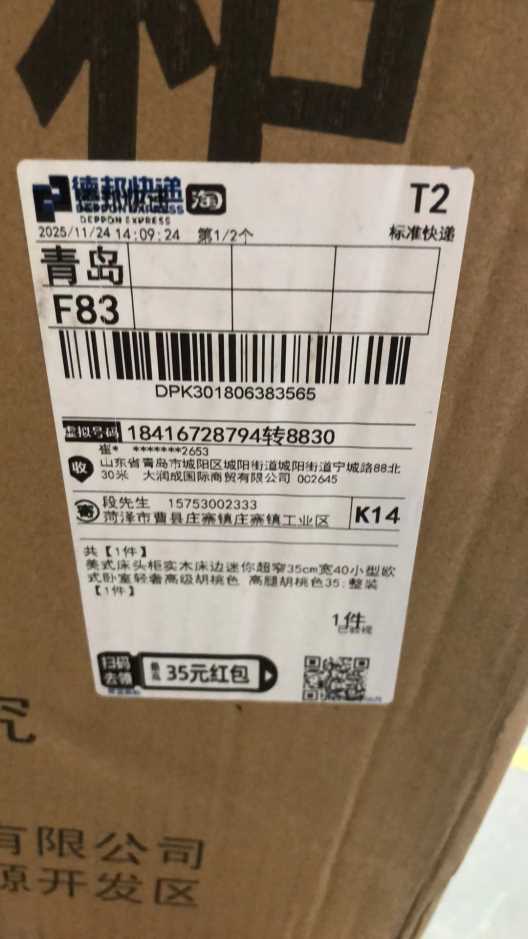 柜
德邦快递 淘 T2
DEPPON EXPRESS
2025/11/24 14:09:24 第1/2个 标准快递
青岛
F83
DPK301806383565
虚拟号码 18416728794转8830
崔* *******2653
收 山东省青岛市城阳区城阳街道城阳街道宁城路88北
30米 大润成国际商贸有限公司 002645
寄 段先生 15753002333
菏泽市曹县庄寨镇庄寨镇工业区 K14
共【1件】
美式床头柜实木床边迷你超窄35cm宽40小型欧
式卧室轻奢高级胡桃色 高腿胡桃色35;整装
【1件】
1件
已验视
扫码
去领 最高 35元红包
有限公司
源开发区